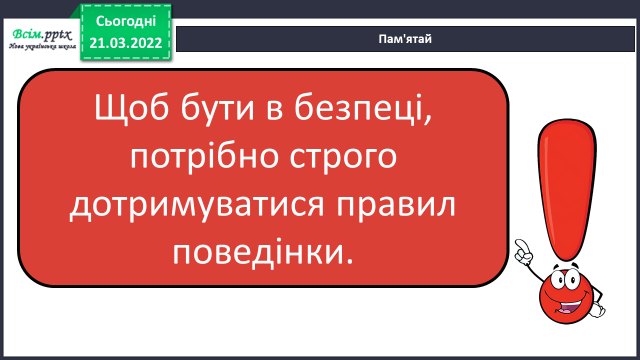 Всім.pptx
Нова українська школа
Сьогодні
21.03.2022
Пам'ятай
Щоб бути в безпеці,
потрібно строго
дотримуватися правил
поведінки.